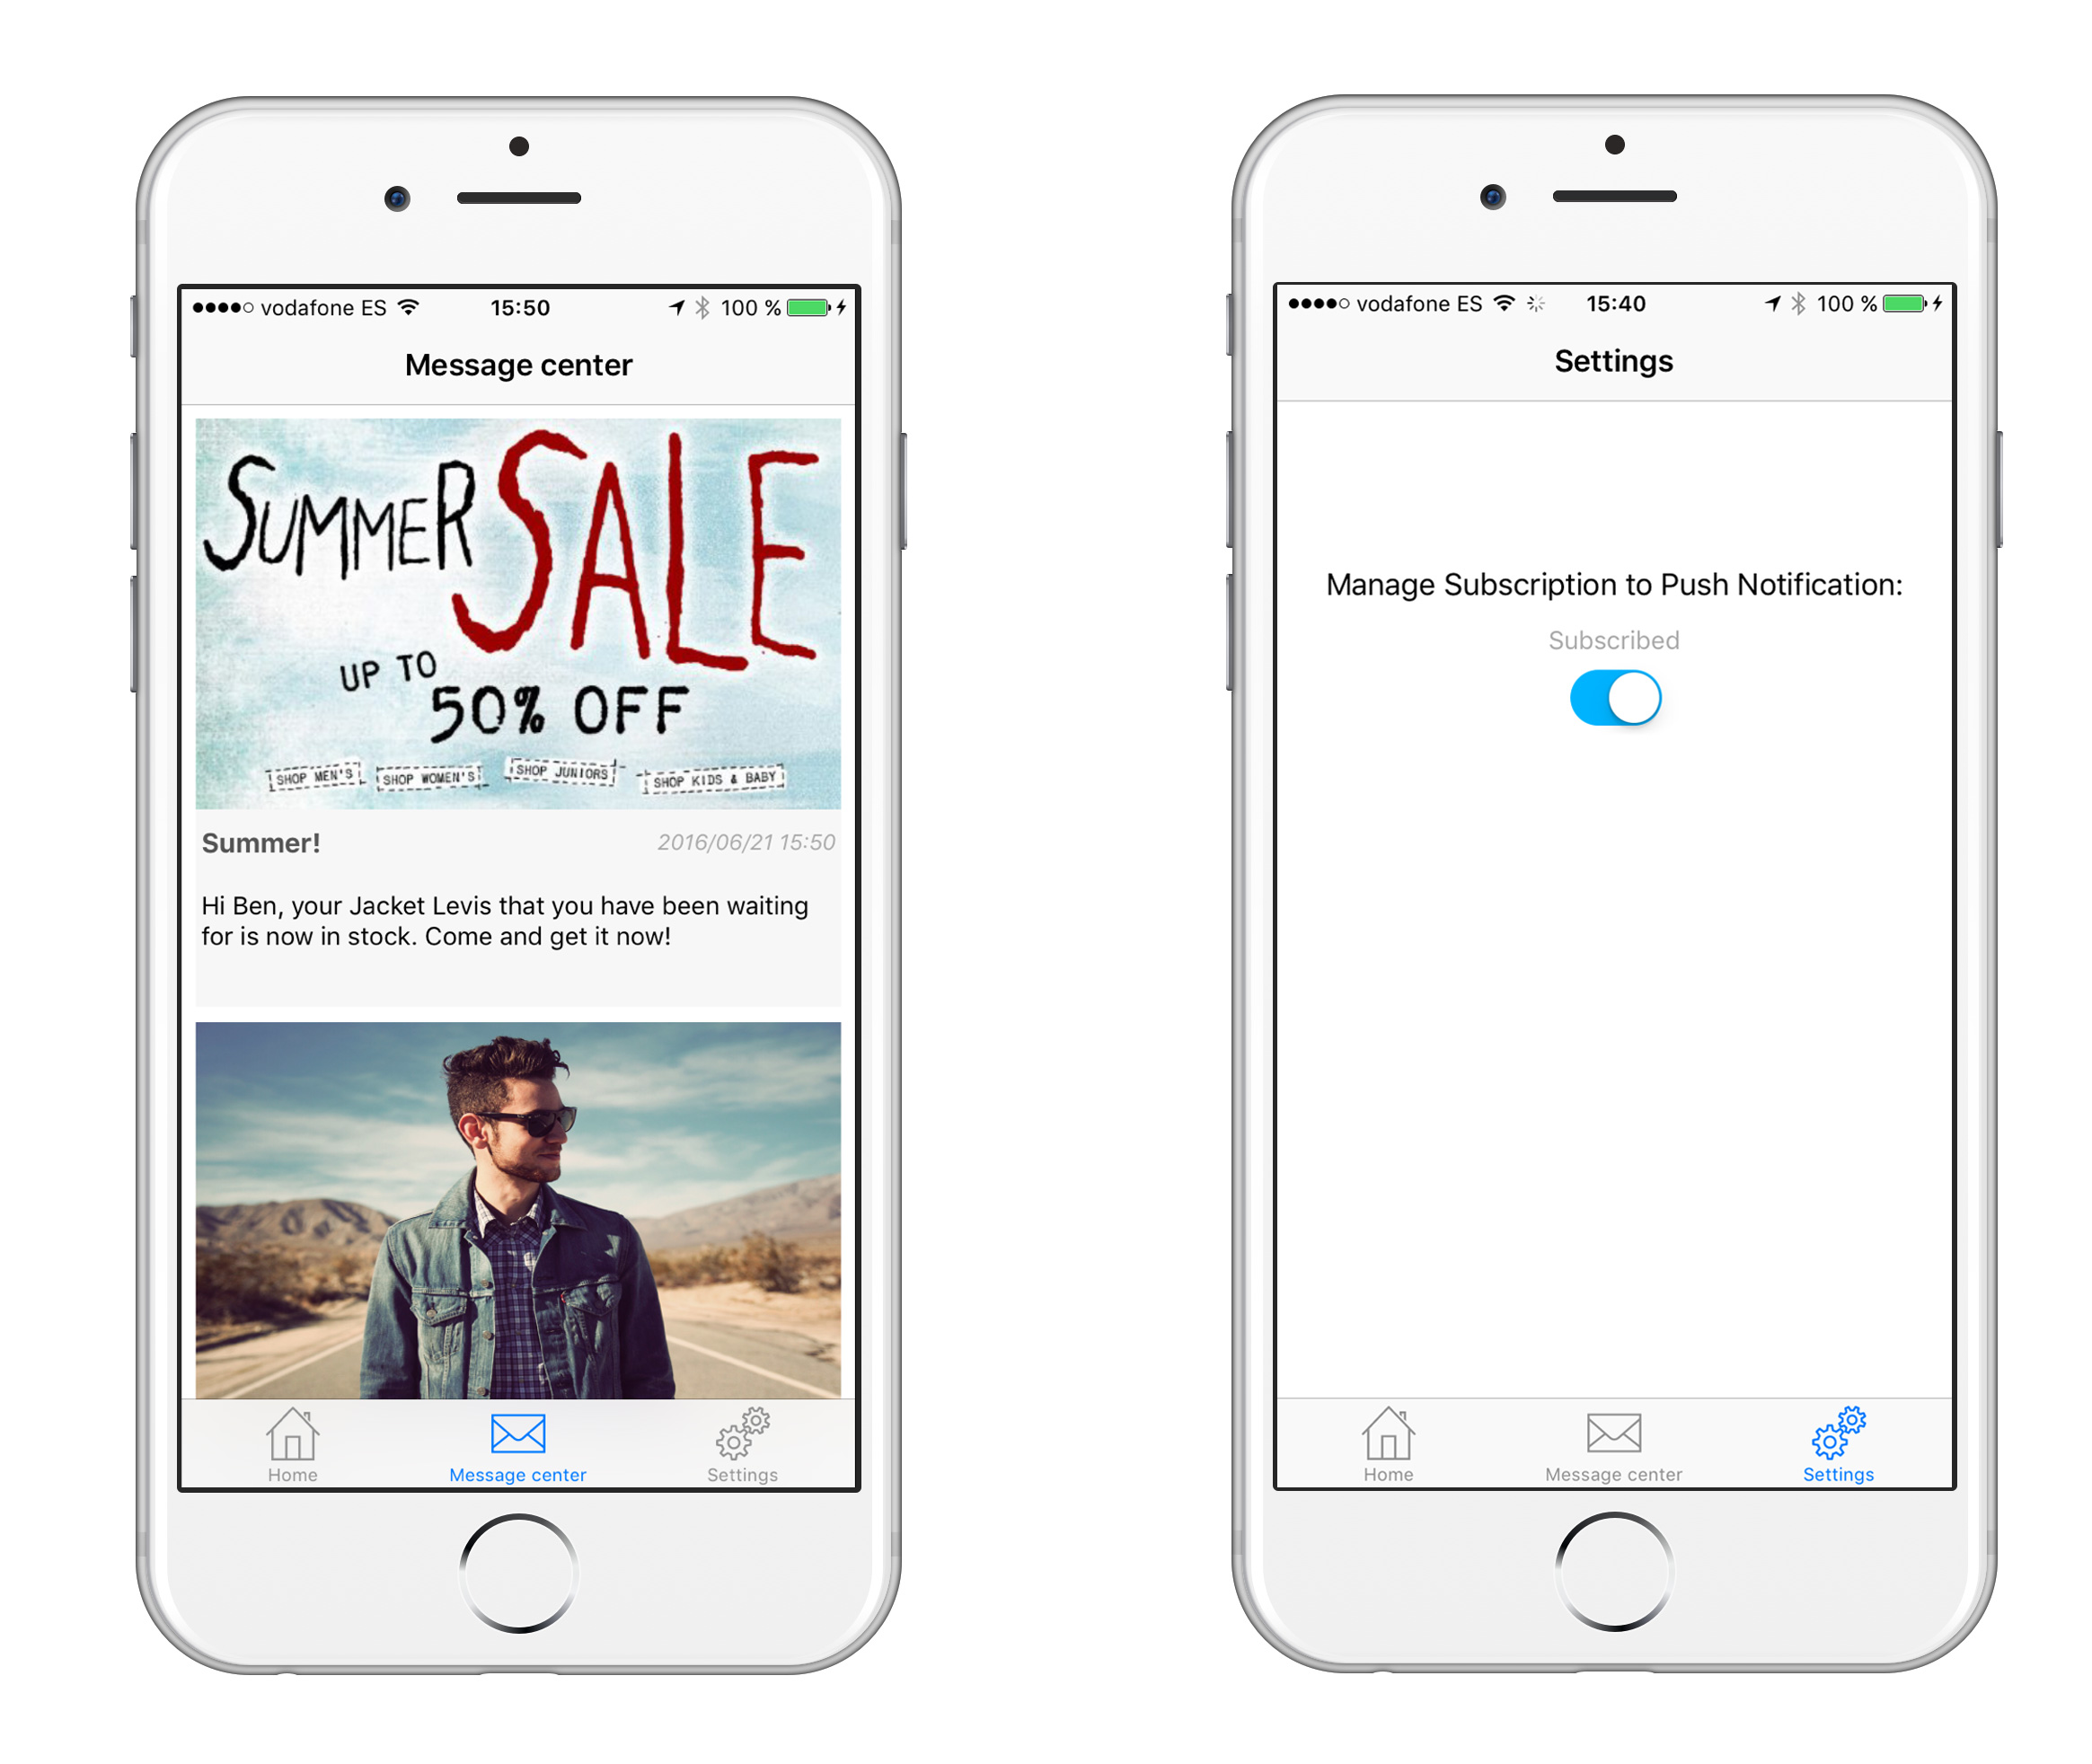 vodafone ES 15:50 100 %
Message center
SUMMER SALE
UP TO
50% OFF
SHOP MEN'S SHOP WOMEN'S SHOP JUNIORS SHOP KIDS & BABY
Summer! 2016/06/21 15:50
Hi Ben, your Jacket Levis that you have been waiting
for is now in stock. Come and get it now!
Home Message center Settings
vodafone ES 15:40 100 %
Settings
Manage Subscription to Push Notification:
Subscribed
Home Message center Settings